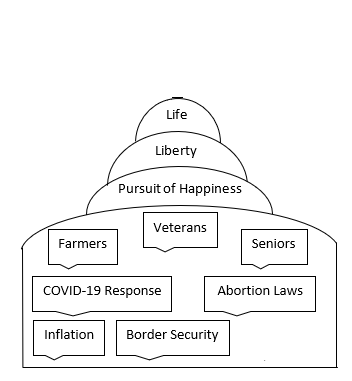 Life
Liberty
Pursuit of Happiness
Veterans
Farmers
Seniors
COVID-19 Response
Abortion Laws
Inflation
Border Security